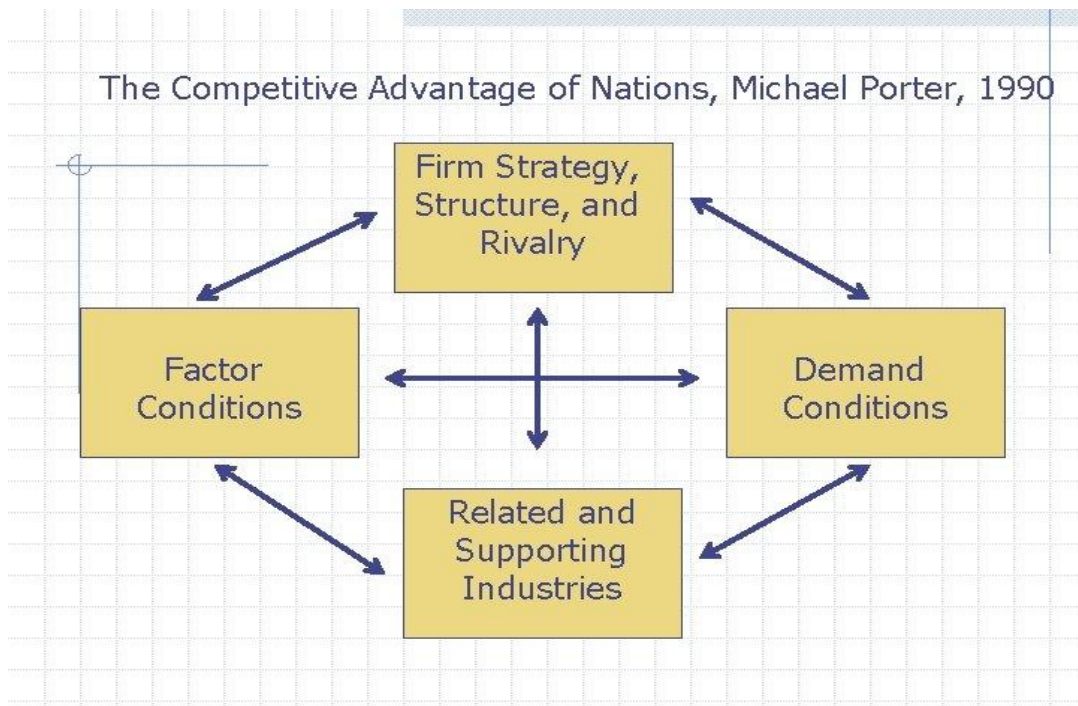 The Competitive Advantage of Nations, Michael Porter, 1990
Firm Strategy,
Structure, and
Rivalry
Factor
Conditions
Demand
Conditions
Related and
Supporting
Industries